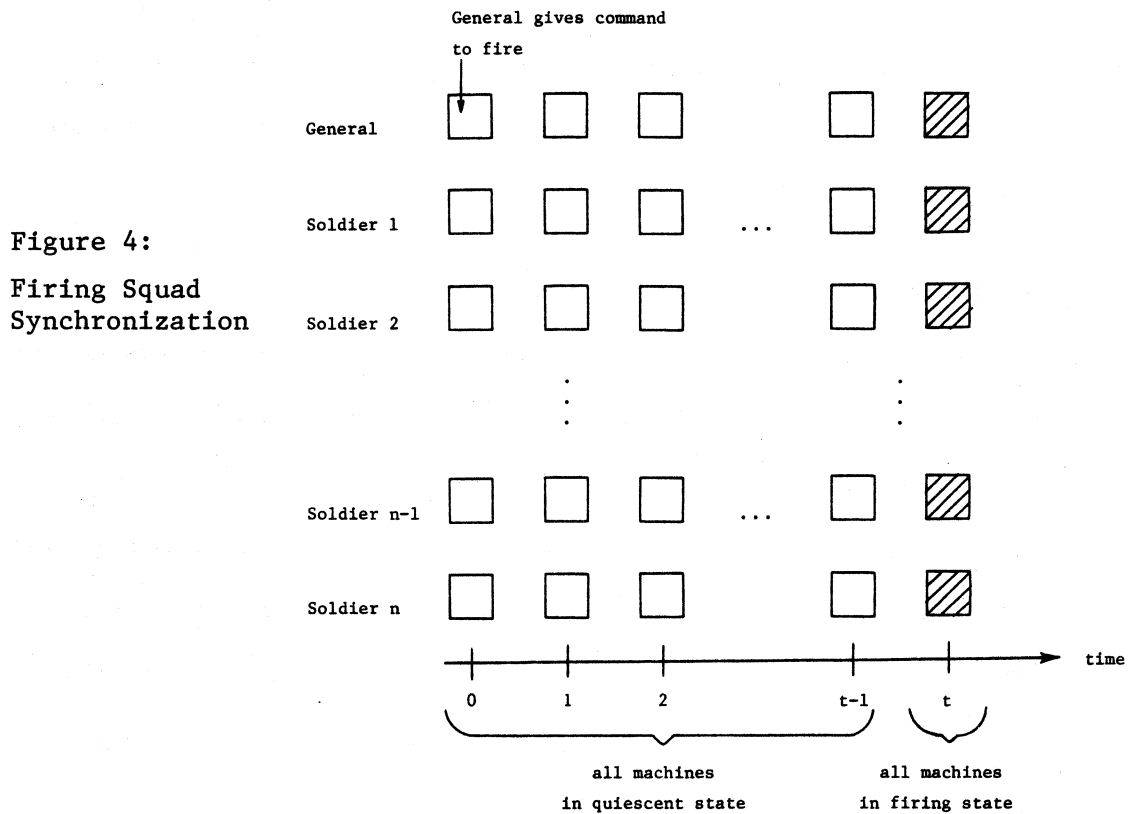 General gives command
to fire
General
Soldier 1
...
Figure 4:
Firing Squad
Synchronization
Soldier 2
Soldier n-1
...
Soldier n
time
0 1 2 t-1 t
all machines
in quiescent state
all machines
in firing state